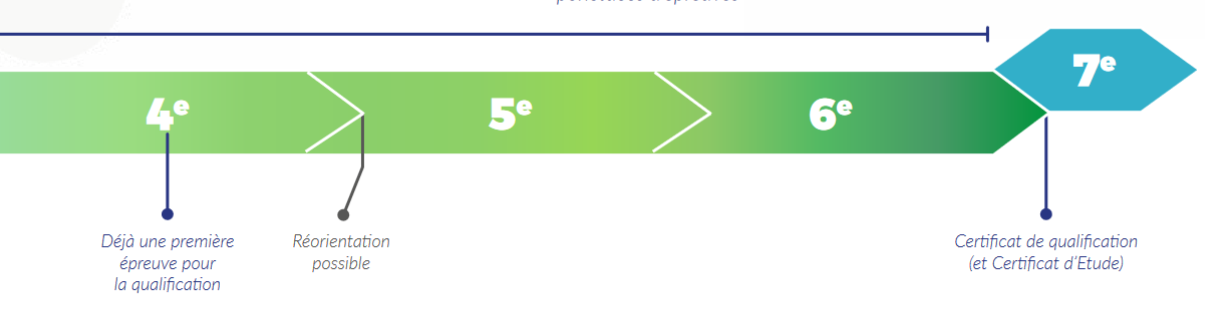 4e
5e
6e
7e
Déjà une première
épreuve pour
la qualification
Réorientation
possible
Certificat de qualification
(et Certificat d'Etude)